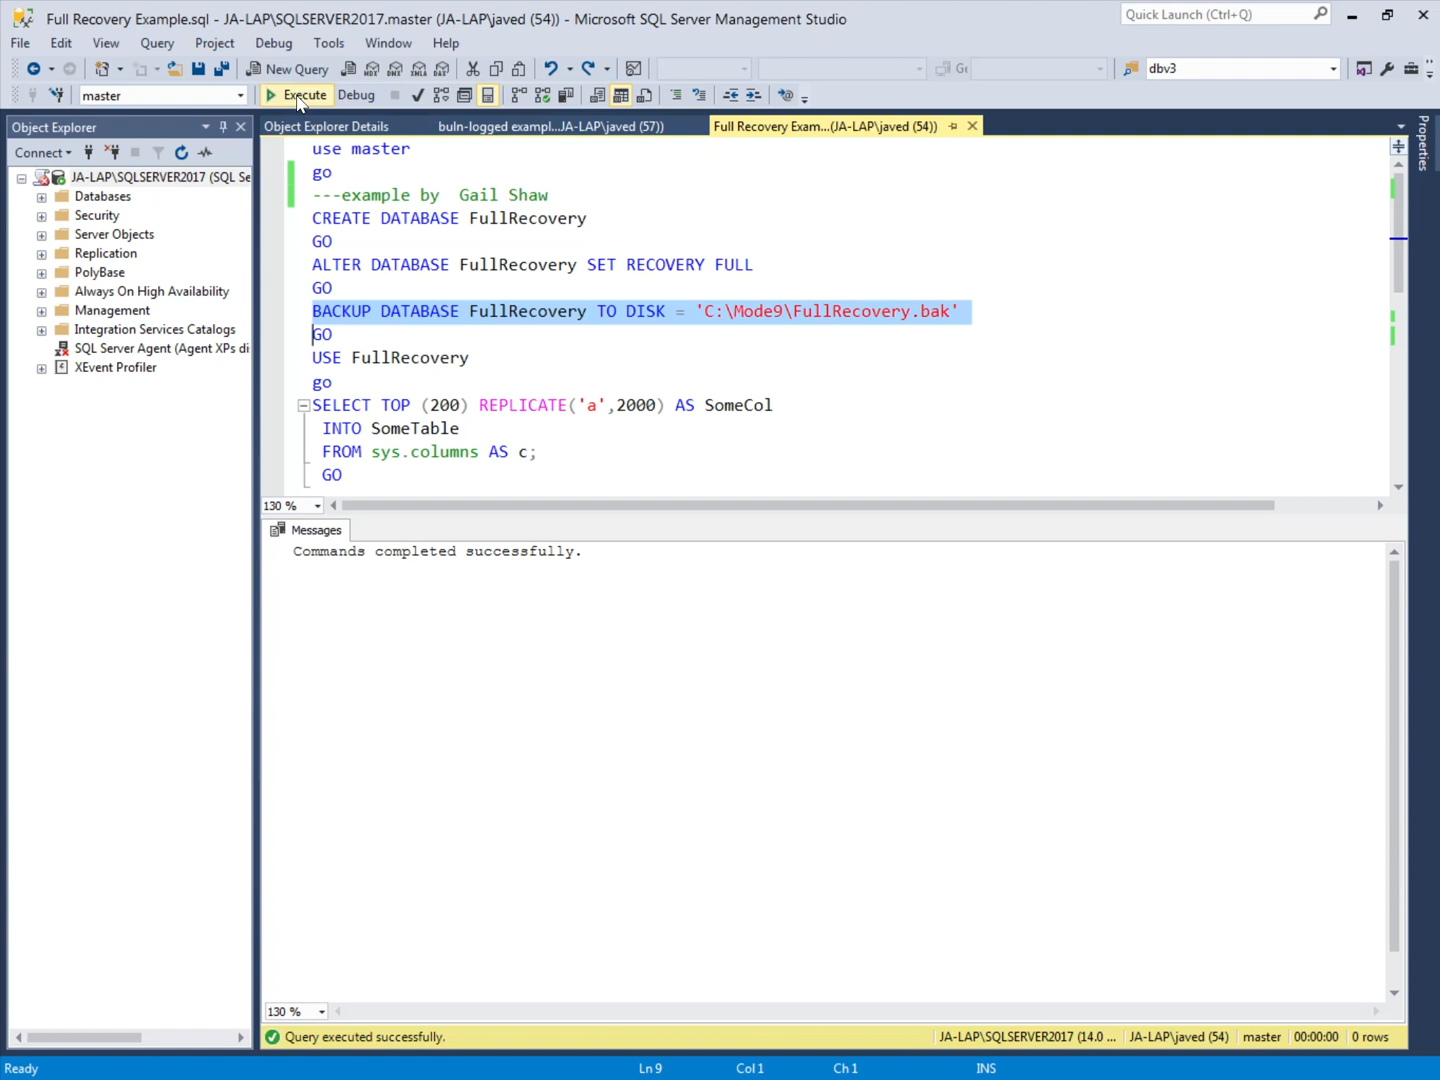 Full Recovery Example.sql - JA-LAP\SQLSERVER2017.master (JA-LAP\javed (54)) - Microsoft SQL Server Management Studio
Quick Launch (Ctrl+Q)
File Edit View Query Project Debug Tools Window Help
New Query
dbv3
master
Execute
Debug
Object Explorer
Object Explorer Details
buln-logged exampl...JA-LAP\javed (57))
Full Recovery Exam...(JA-LAP\javed (54))
Properties
Connect
JA-LAP\SQLSERVER2017 (SQL Se
Databases
Security
Server Objects
Replication
PolyBase
Always On High Availability
Management
Integration Services Catalogs
SQL Server Agent (Agent XPs di
XEvent Profiler
use master
go
---example by  Gail Shaw
CREATE DATABASE FullRecovery
GO
ALTER DATABASE FullRecovery SET RECOVERY FULL
GO
BACKUP DATABASE FullRecovery TO DISK = 'C:\Mode9\FullRecovery.bak'
GO
USE FullRecovery
go
SELECT TOP (200) REPLICATE('a',2000) AS SomeCol
INTO SomeTable
FROM sys.columns AS c;
GO
130 %
Messages
Commands completed successfully.
130 %
Query executed successfully.
JA-LAP\SQLSERVER2017 (14.0 ...
JA-LAP\javed (54)
master
00:00:00
0 rows
Ready
Ln 9
Col 1
Ch 1
INS